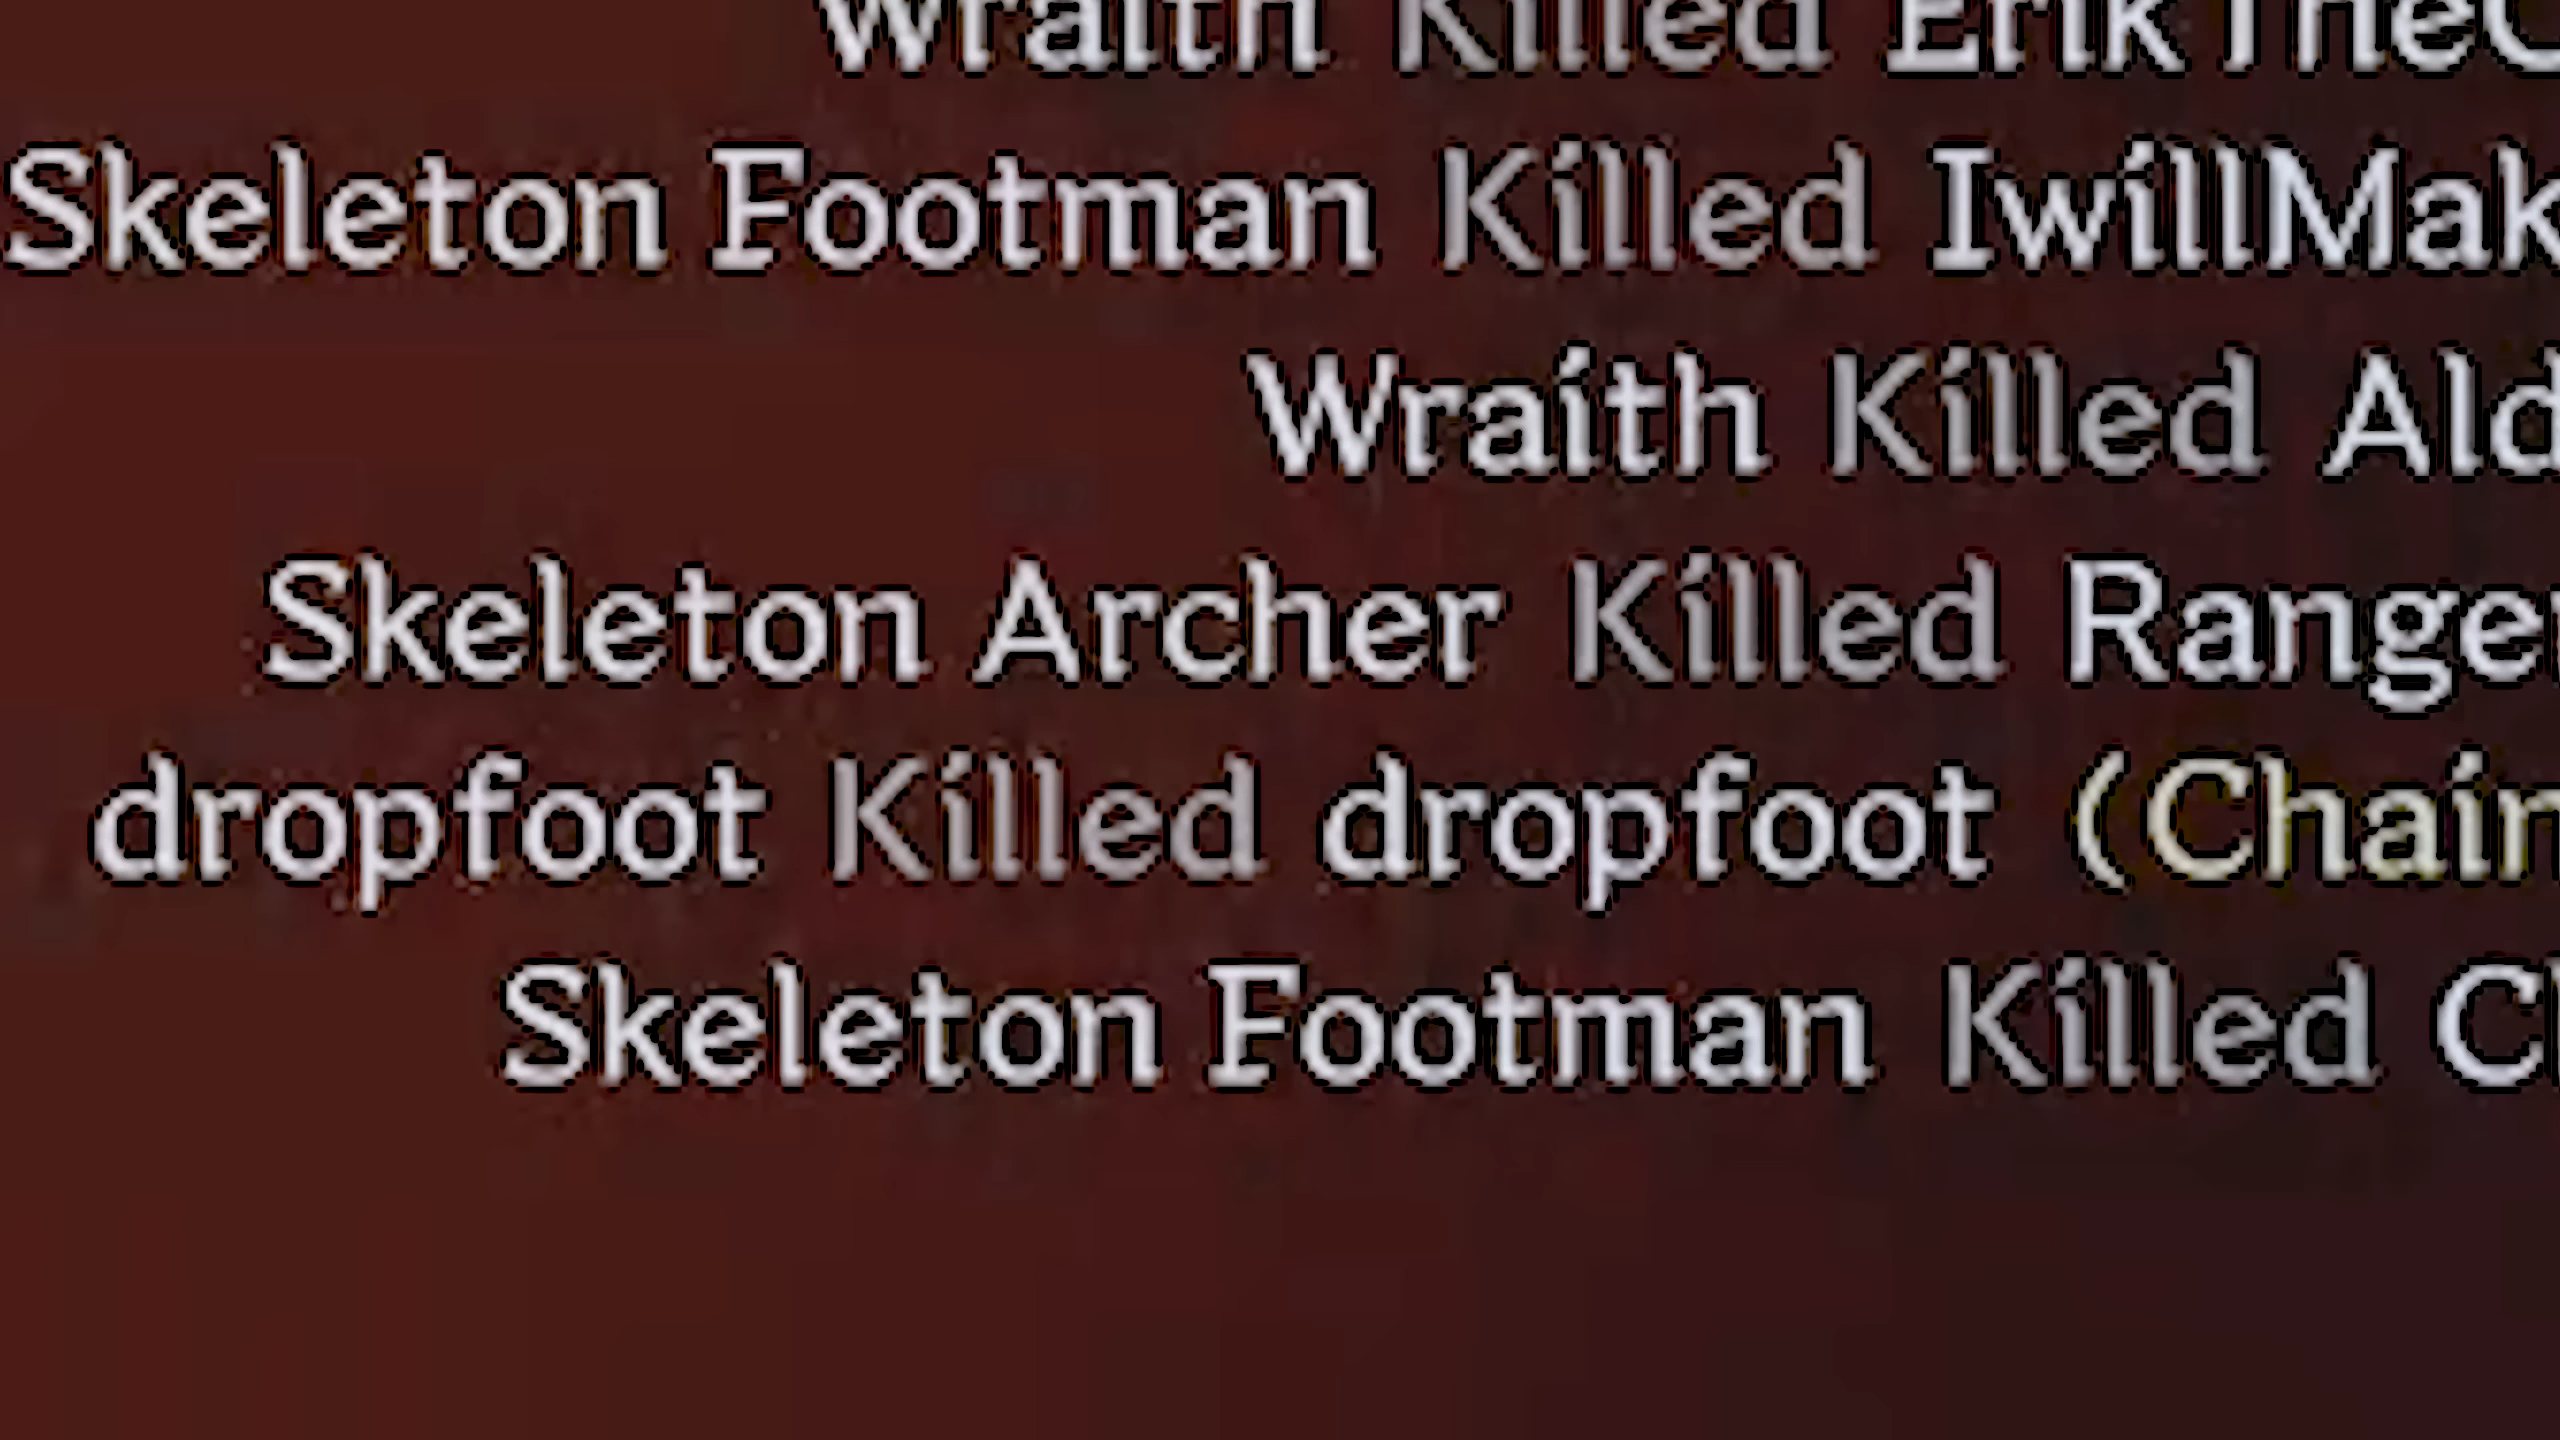 Wraith Killed ErikTheC
Skeleton Footman Killed IwillMak
Wraith Killed Ald
Skeleton Archer Killed Ranger
dropfoot Killed dropfoot (Chain
Skeleton Footman Killed C